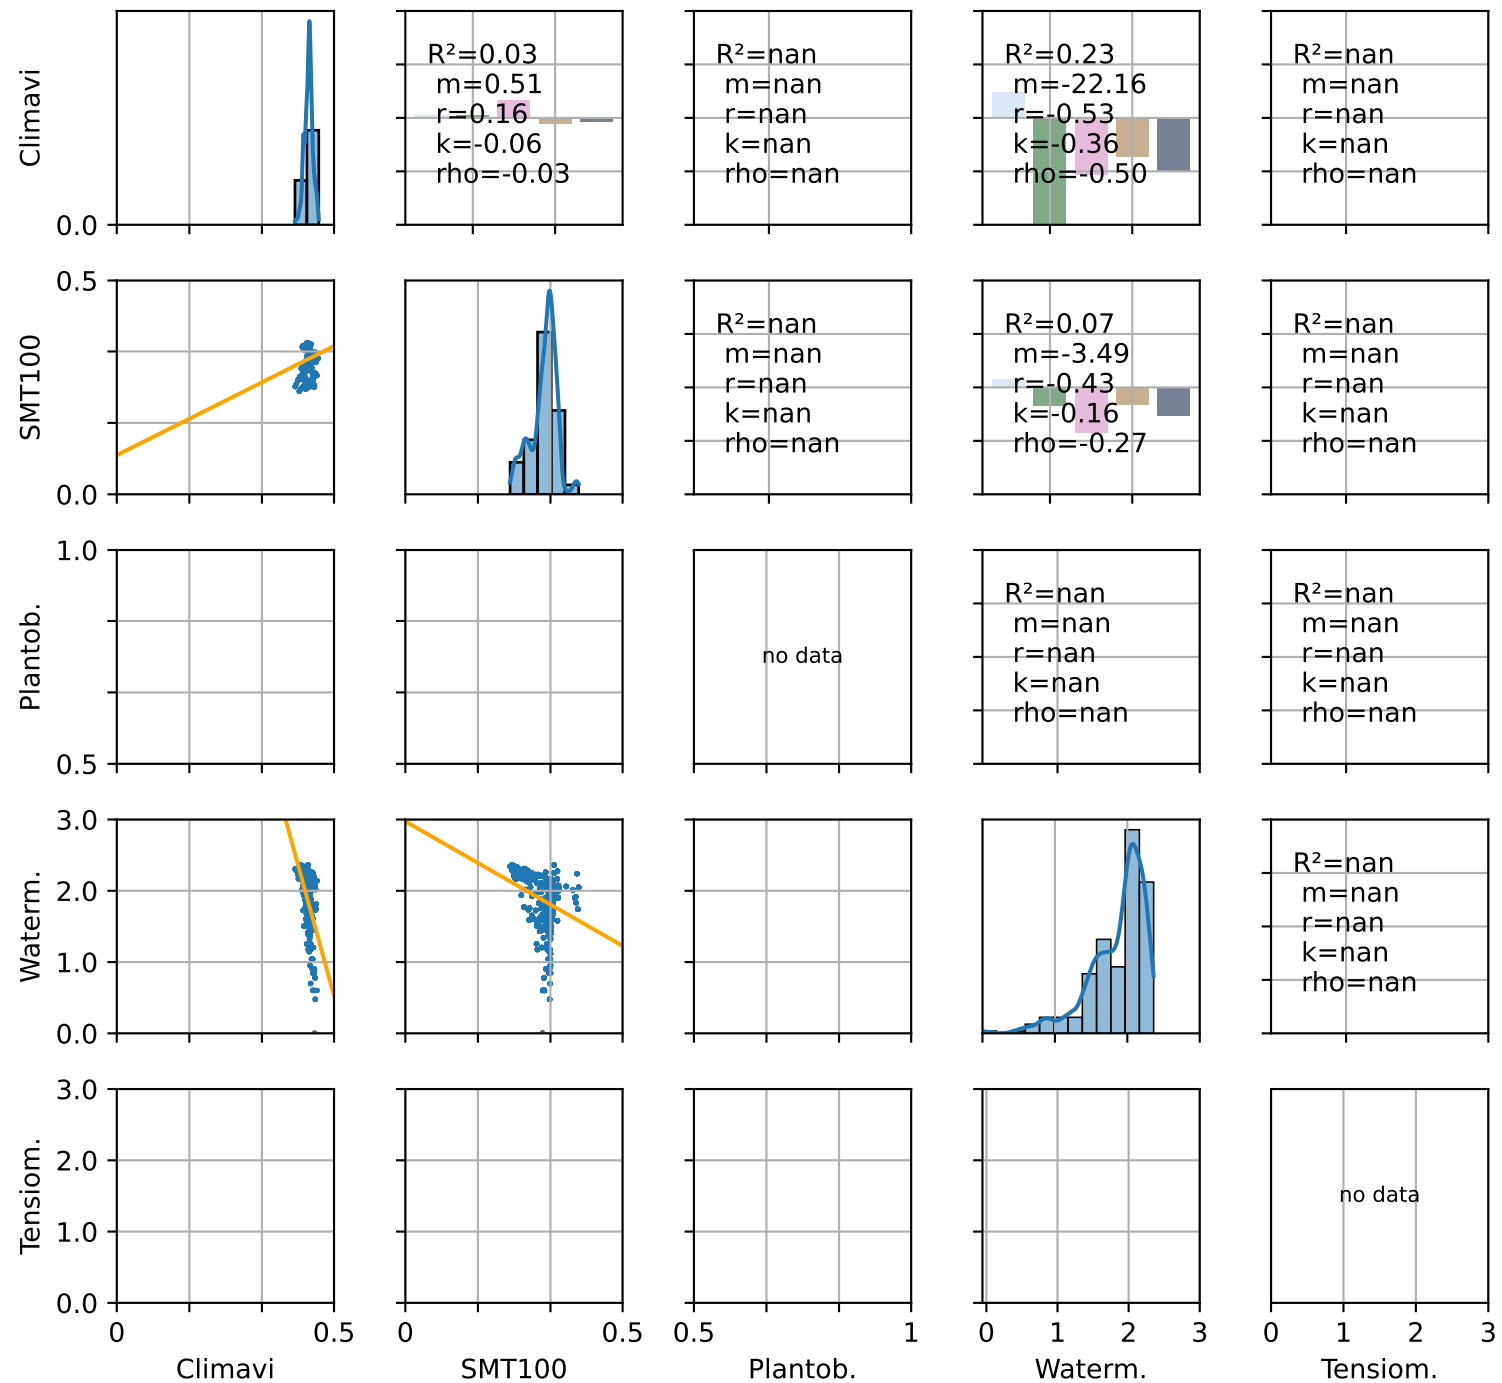 Climavi
0.0
R²=0.03
m=0.51
r=0.16
k=-0.06
rho=-0.03
R²=nan
m=nan
r=nan
k=nan
rho=nan
R²=0.23
m=-22.16
r=-0.53
k=-0.36
rho=-0.50
R²=nan
m=nan
r=nan
k=nan
rho=nan
SMT100
0.5
0.0
R²=nan
m=nan
r=nan
k=nan
rho=nan
R²=0.07
m=-3.49
r=-0.43
k=-0.16
rho=-0.27
R²=nan
m=nan
r=nan
k=nan
rho=nan
Plantob.
1.0
0.5
no data
R²=nan
m=nan
r=nan
k=nan
rho=nan
R²=nan
m=nan
r=nan
k=nan
rho=nan
Waterm.
3.0
2.0
1.0
0.0
R²=nan
m=nan
r=nan
k=nan
rho=nan
Tensiom.
3.0
2.0
1.0
0.0
no data
0 0.5
0 0.5
0.5 1
0 1 2 3
0 1 2 3
Climavi
SMT100
Plantob.
Waterm.
Tensiom.